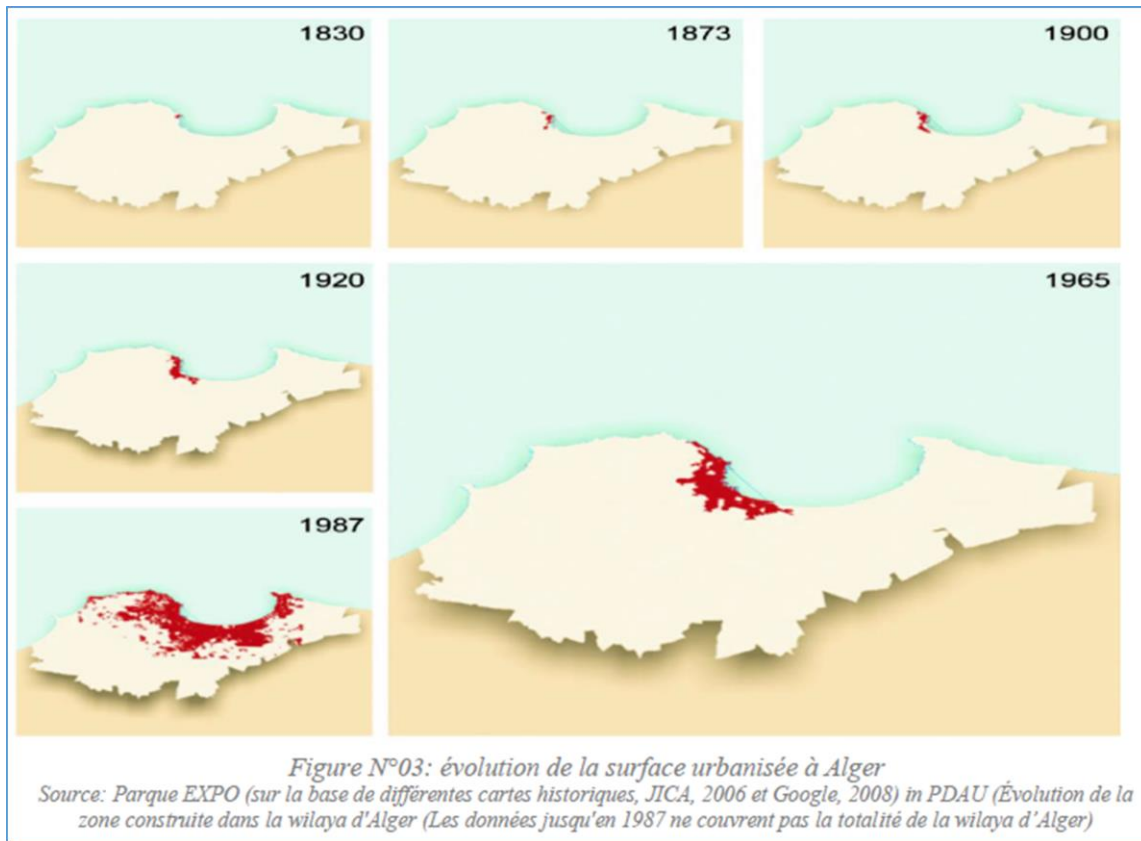 1830
1873
1900
1920
1965
1987
Figure N°03: évolution de la surface urbanisée à Alger
Source: Parque EXPO (sur la base de différentes cartes historiques, JICA, 2006 et Google, 2008) in PDAU (Évolution de la
zone construite dans la wilaya d'Alger (Les données jusqu'en 1987 ne couvrent pas la totalité de la wilaya d'Alger)